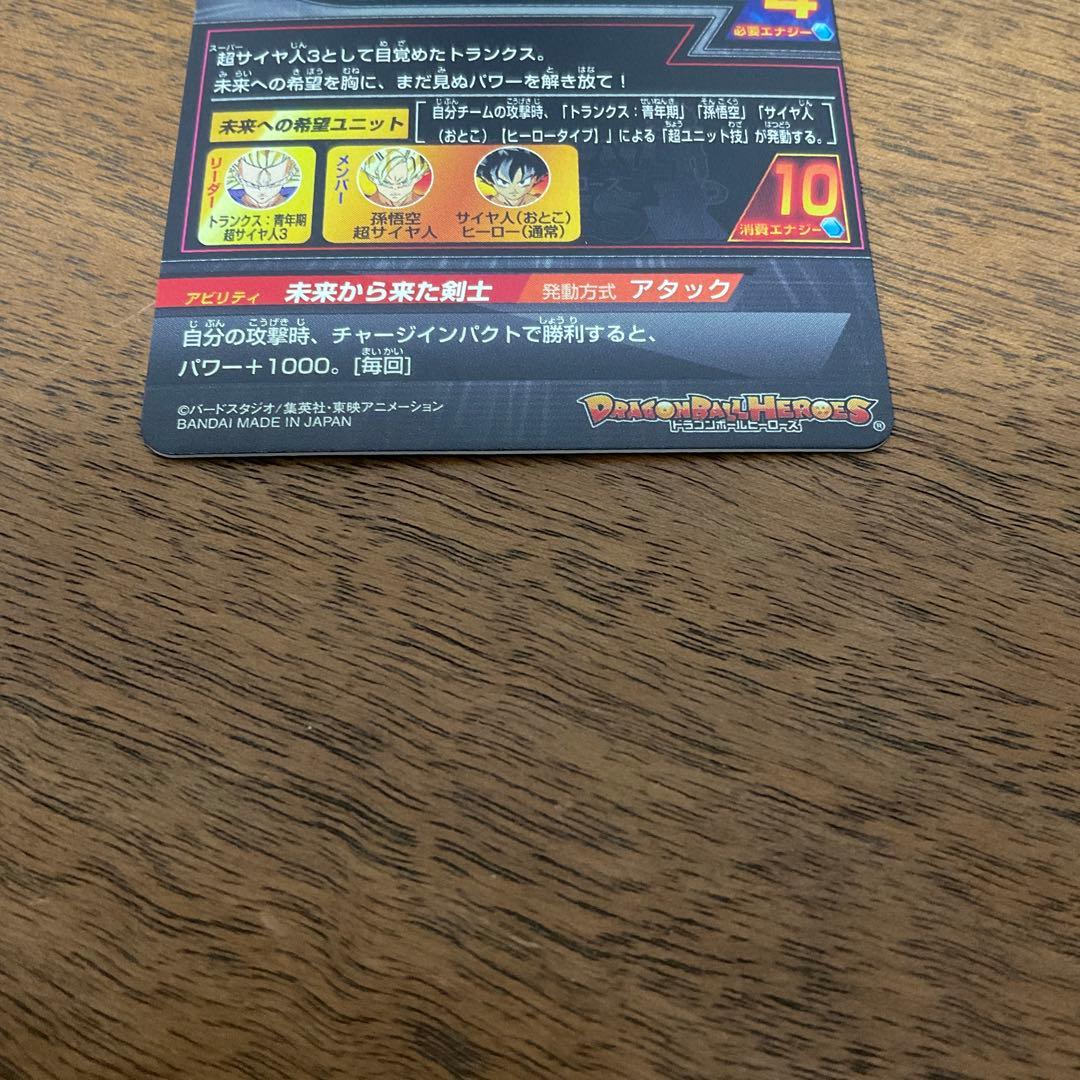 4
必要エナジー
超サイヤ人3として目覚めたトランクス。
未来への希望を胸に、まだ見ぬパワーを解き放て！
未来への希望ユニット
自分チームの攻撃時、「トランクス：青年期」「孫悟空」「サイヤ人
（おとこ）【ヒーロータイプ】」による「超ユニット技」が発動する。
リーダー
トランクス：青年期
超サイヤ人3
メンバー
孫悟空
超サイヤ人
サイヤ人（おとこ）
ヒーロー（通常）
10
消費エナジー
アビリティ 未来から来た剣士 発動方式 アタック
自分の攻撃時、チャージインパクトで勝利すると、
パワー＋1000。[毎回]
©バードスタジオ/集英社・東映アニメーション
BANDAI MADE IN JAPAN
DRAGONBALL HEROES
ドラゴンボールヒーローズ
®